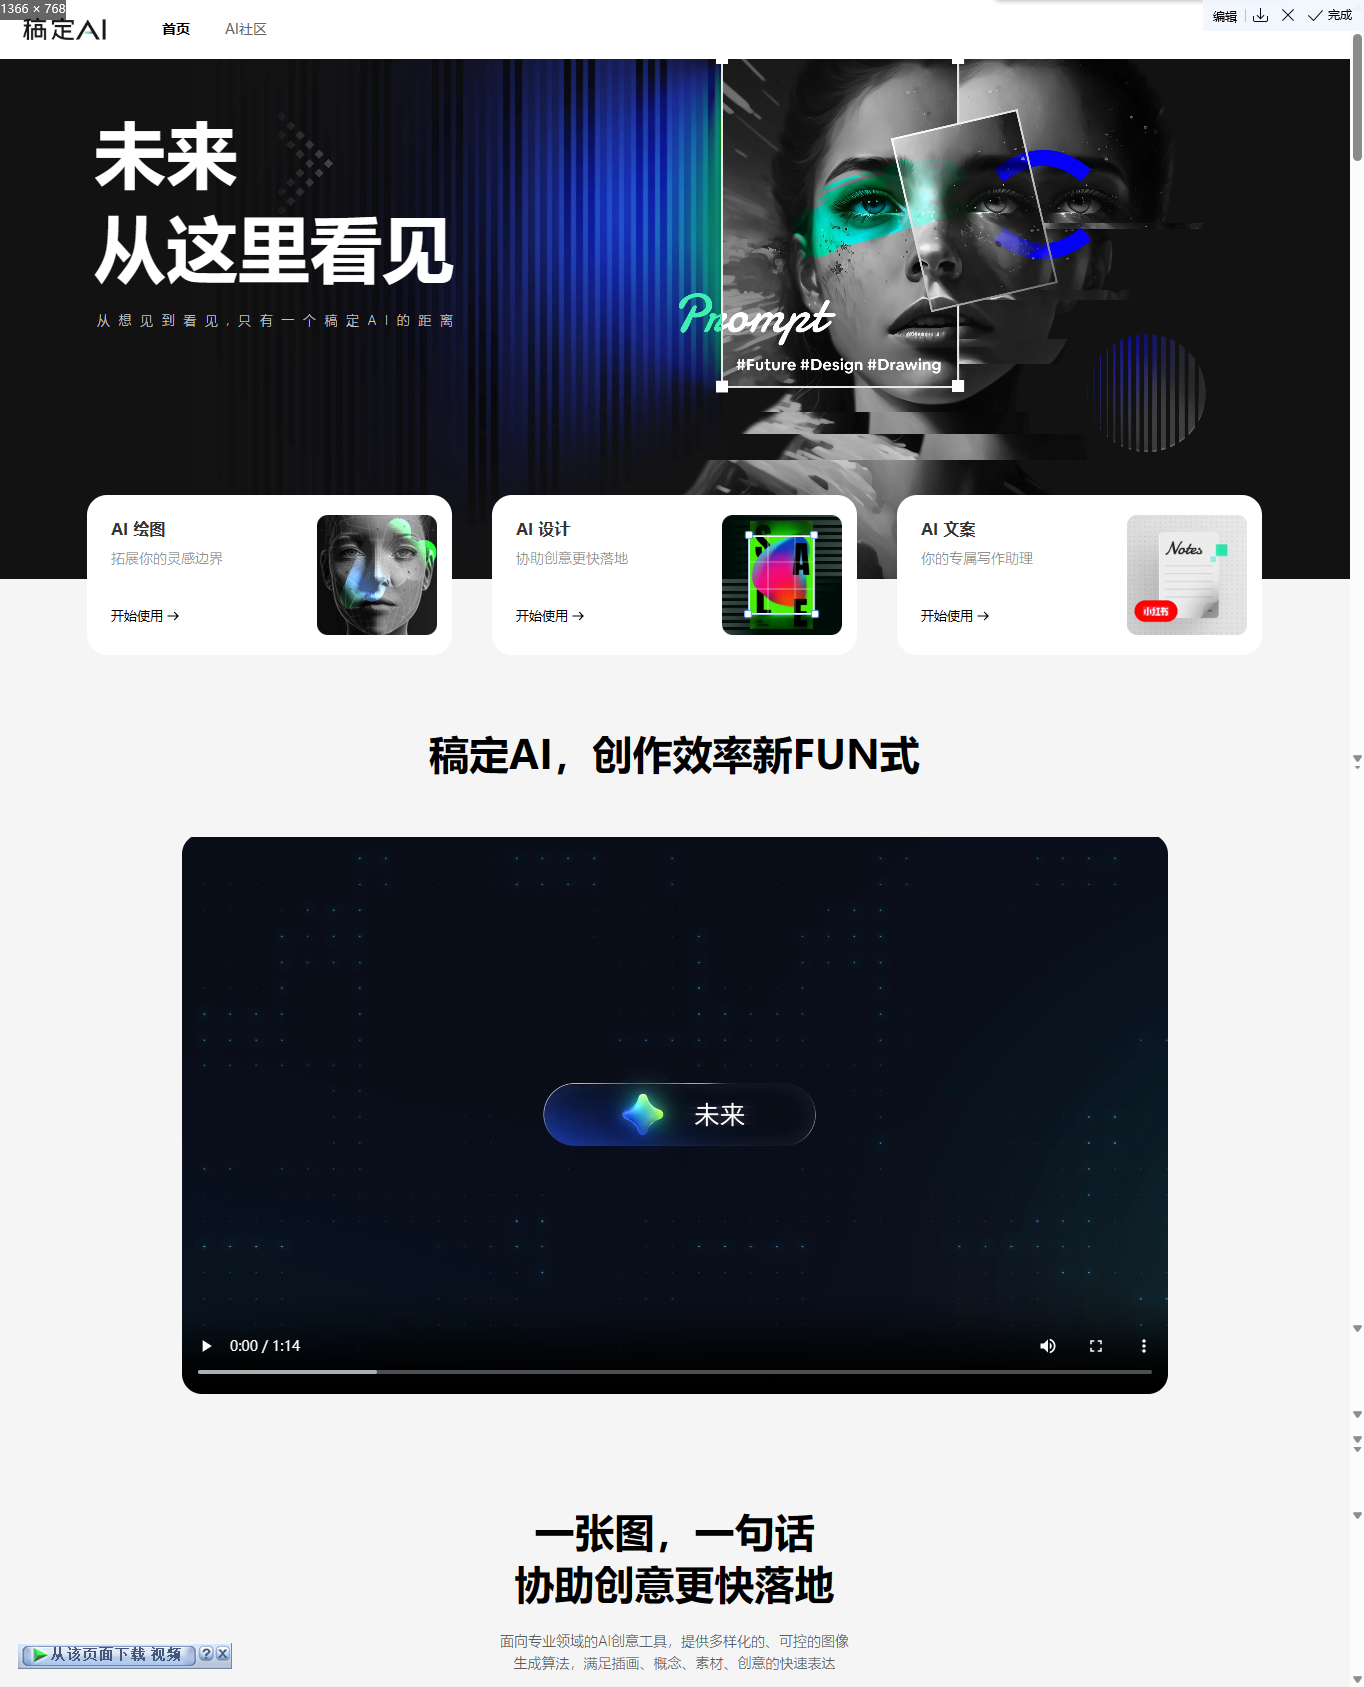 1366 × 768
编辑
完成
稿定AI
首页
AI社区
未来
从这里看见
从想见到看见,只有一个稿定AI的距离
Prompt
#Future #Design #Drawing
AI 绘图
拓展你的灵感边界
开始使用 →
AI 设计
协助创意更快落地
开始使用 →
SALE
AI 文案
你的专属写作助理
开始使用 →
Notes
小红书
稿定AI，创作效率新FUN式
未来
0:00 / 1:14
一张图，一句话
协助创意更快落地
面向专业领域的AI创意工具，提供多样化的、可控的图像
生成算法，满足插画、概念、素材、创意的快速表达
从该页面下载 视频
?